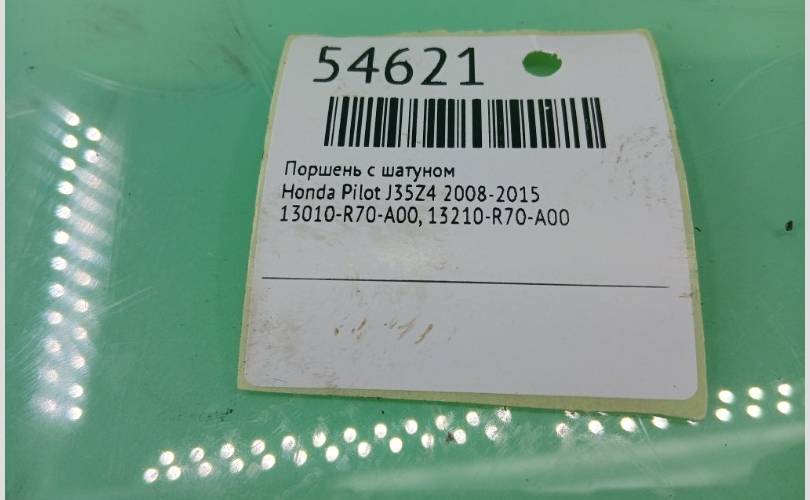 54621
Поршень с шатуном
Honda Pilot J35Z4 2008-2015
13010-R70-A00, 13210-R70-A00